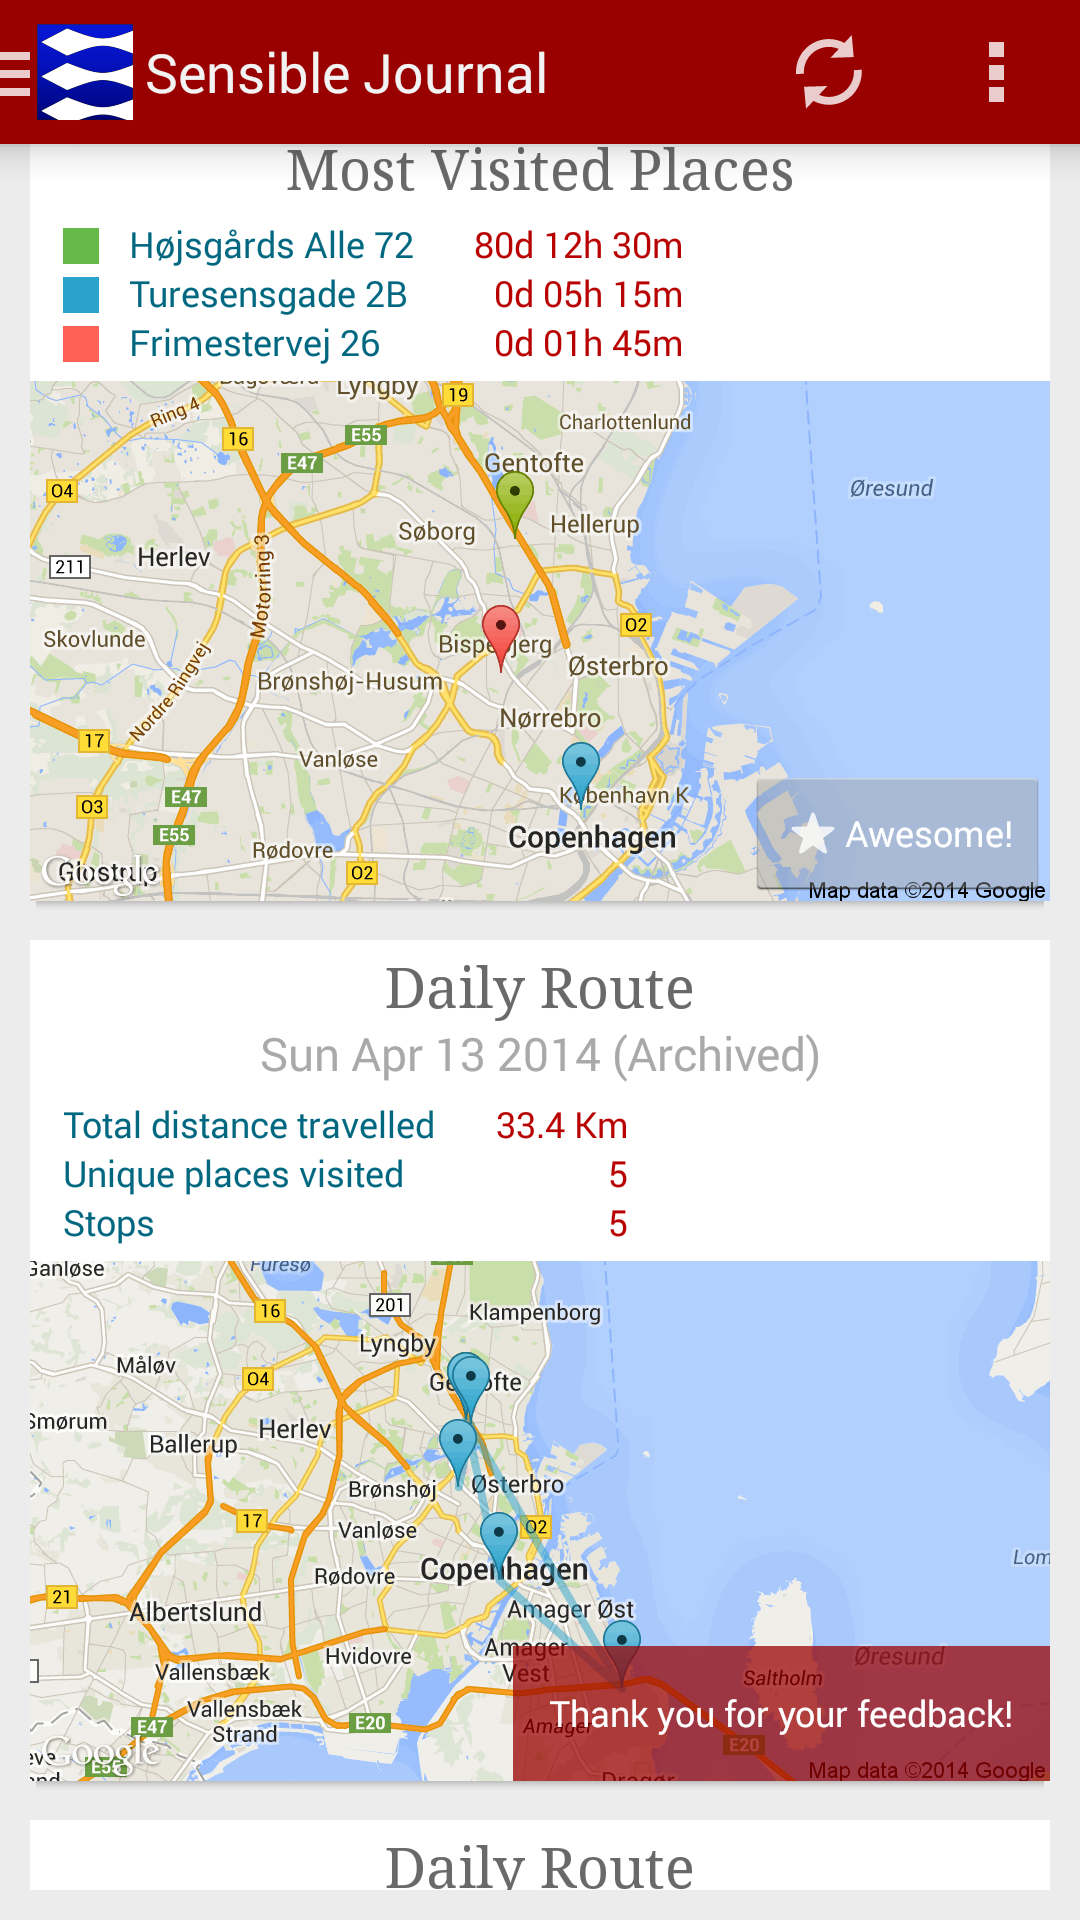 Sensible Journal
Most Visited Places
Højsgårds Alle 72 80d 12h 30m
Turesensgade 2B 0d 05h 15m
Frimestervej 26 0d 01h 45m
Lyngby
19
Ring 4
Charlottenlund
16
E55
E47
Gentofte
04
Øresund
Søborg
Hellerup
Herlev
211
Motorring 3
Skovlunde
02
Nordre Ringvej
Østerbro
Brønshøj-Husum
Nørrebro
17
Vanløse
E47
København K
03
E55
Copenhagen
Awesome!
Rødovre
Glostrup
Google
02
Map data ©2014 Google
Daily Route
Sun Apr 13 2014 (Archived)
Total distance travelled 33.4 Km
Unique places visited 5
Stops 5
Ganløse
Furesø
16
201
Klampenborg
Lyngby
Måløv
04
Smørum
Herlev
Ballerup
Brønshøj
Østerbro
17
Vanløse
02
Lom
Copenhagen
Rødovre
21
Albertslund
Amager Øst
Amager
Vest
Hvidovre
Øresund
Vallensbæk
Saltholm
Vallensbæk
Strand
E47
E20
Thank you for your feedback!
Amager
E20
Google
E55
Map data ©2014 Google
Dragør
Daily Route